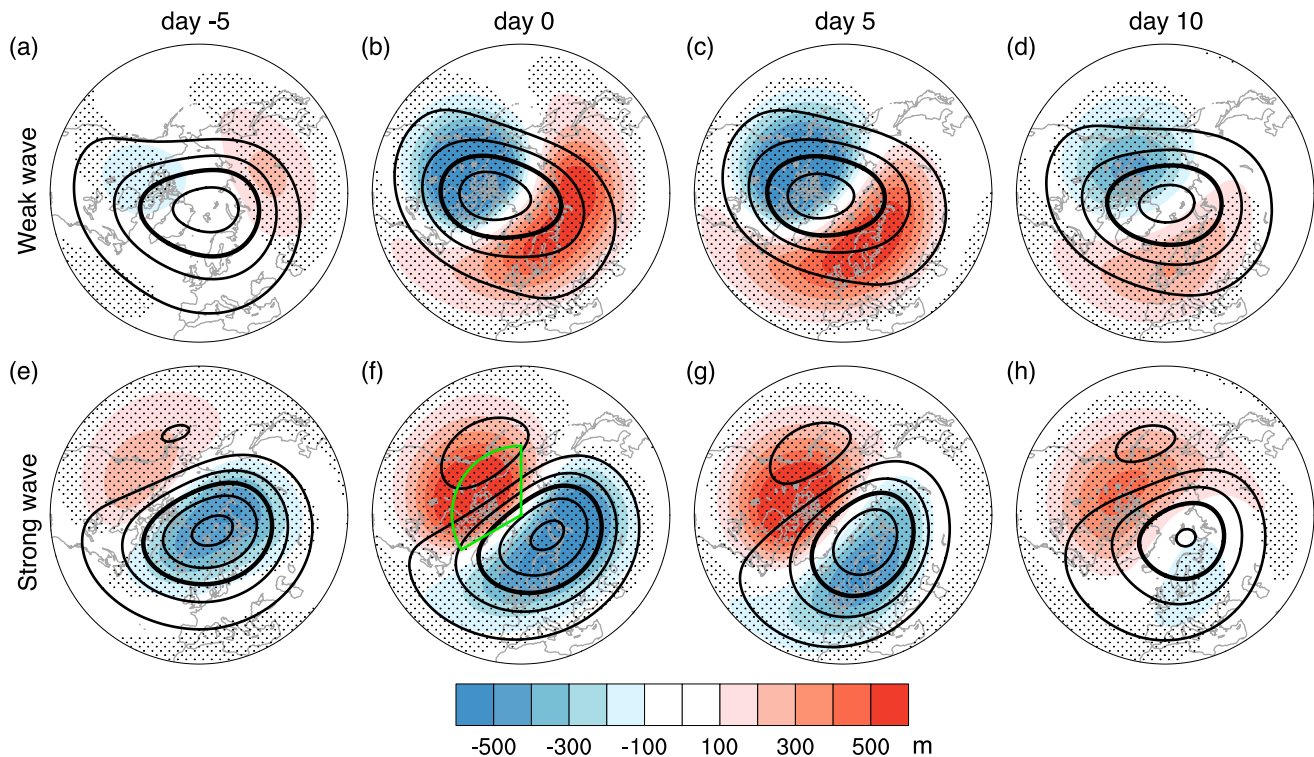 day -5 day 0 day 5 day 10
(a) (b) (c) (d)
Weak wave
(e) (f) (g) (h)
Strong wave
-500 -300 -100 100 300 500 m